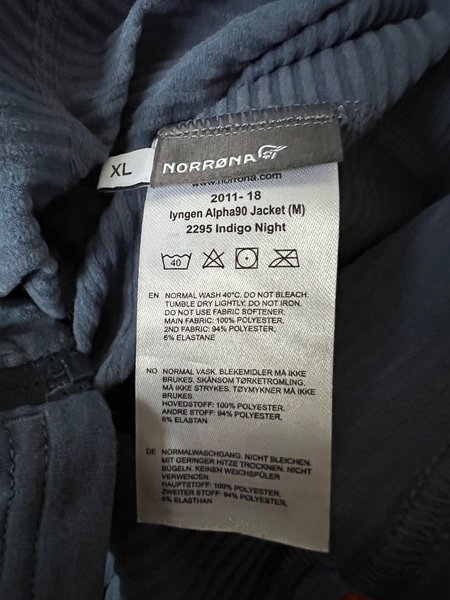 XL
NORRØNA
www.norrona.com
2011- 18
lyngen Alpha90 Jacket (M)
2295 Indigo Night
40
EN NORMAL WASH 40°C. DO NOT BLEACH.
TUMBLE DRY LIGHTLY. DO NOT IRON.
DO NOT USE FABRIC SOFTENER.
MAIN FABRIC: 100% POLYESTER,
2ND FABRIC: 94% POLYESTER,
6% ELASTANE
NO NORMAL VASK. BLEKEMIDLER MÅ IKKE
BRUKES. SKÅNSOM TØRKETROMLING.
MÅ IKKE STRYKES. TØYMYKNER MÅ IKKE
BRUKES.
HOVEDSTOFF: 100% POLYESTER,
ANDRE STOFF: 94% POLYESTER,
6% ELASTAN
DE NORMALWASCHGANG. NICHT BLEICHEN.
MIT GERINGER HITZE TROCKNEN. NICHT
BÜGELN. KEINEN WEICHSPÜLER
VERWENDEN.
HAUPTSTOFF: 100% POLYESTER,
ZWEITER STOFF: 94% POLYESTER,
6% ELASTHAN